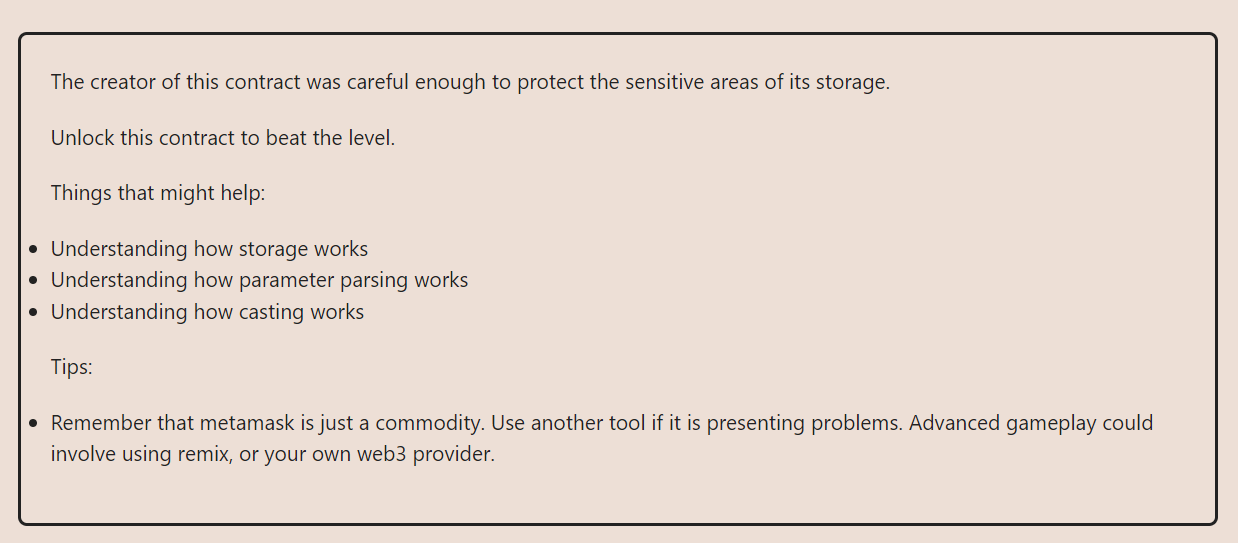 The creator of this contract was careful enough to protect the sensitive areas of its storage.
Unlock this contract to beat the level.
Things that might help:
Understanding how storage works
Understanding how parameter parsing works
Understanding how casting works
Tips:
Remember that metamask is just a commodity. Use another tool if it is presenting problems. Advanced gameplay could
involve using remix, or your own web3 provider.